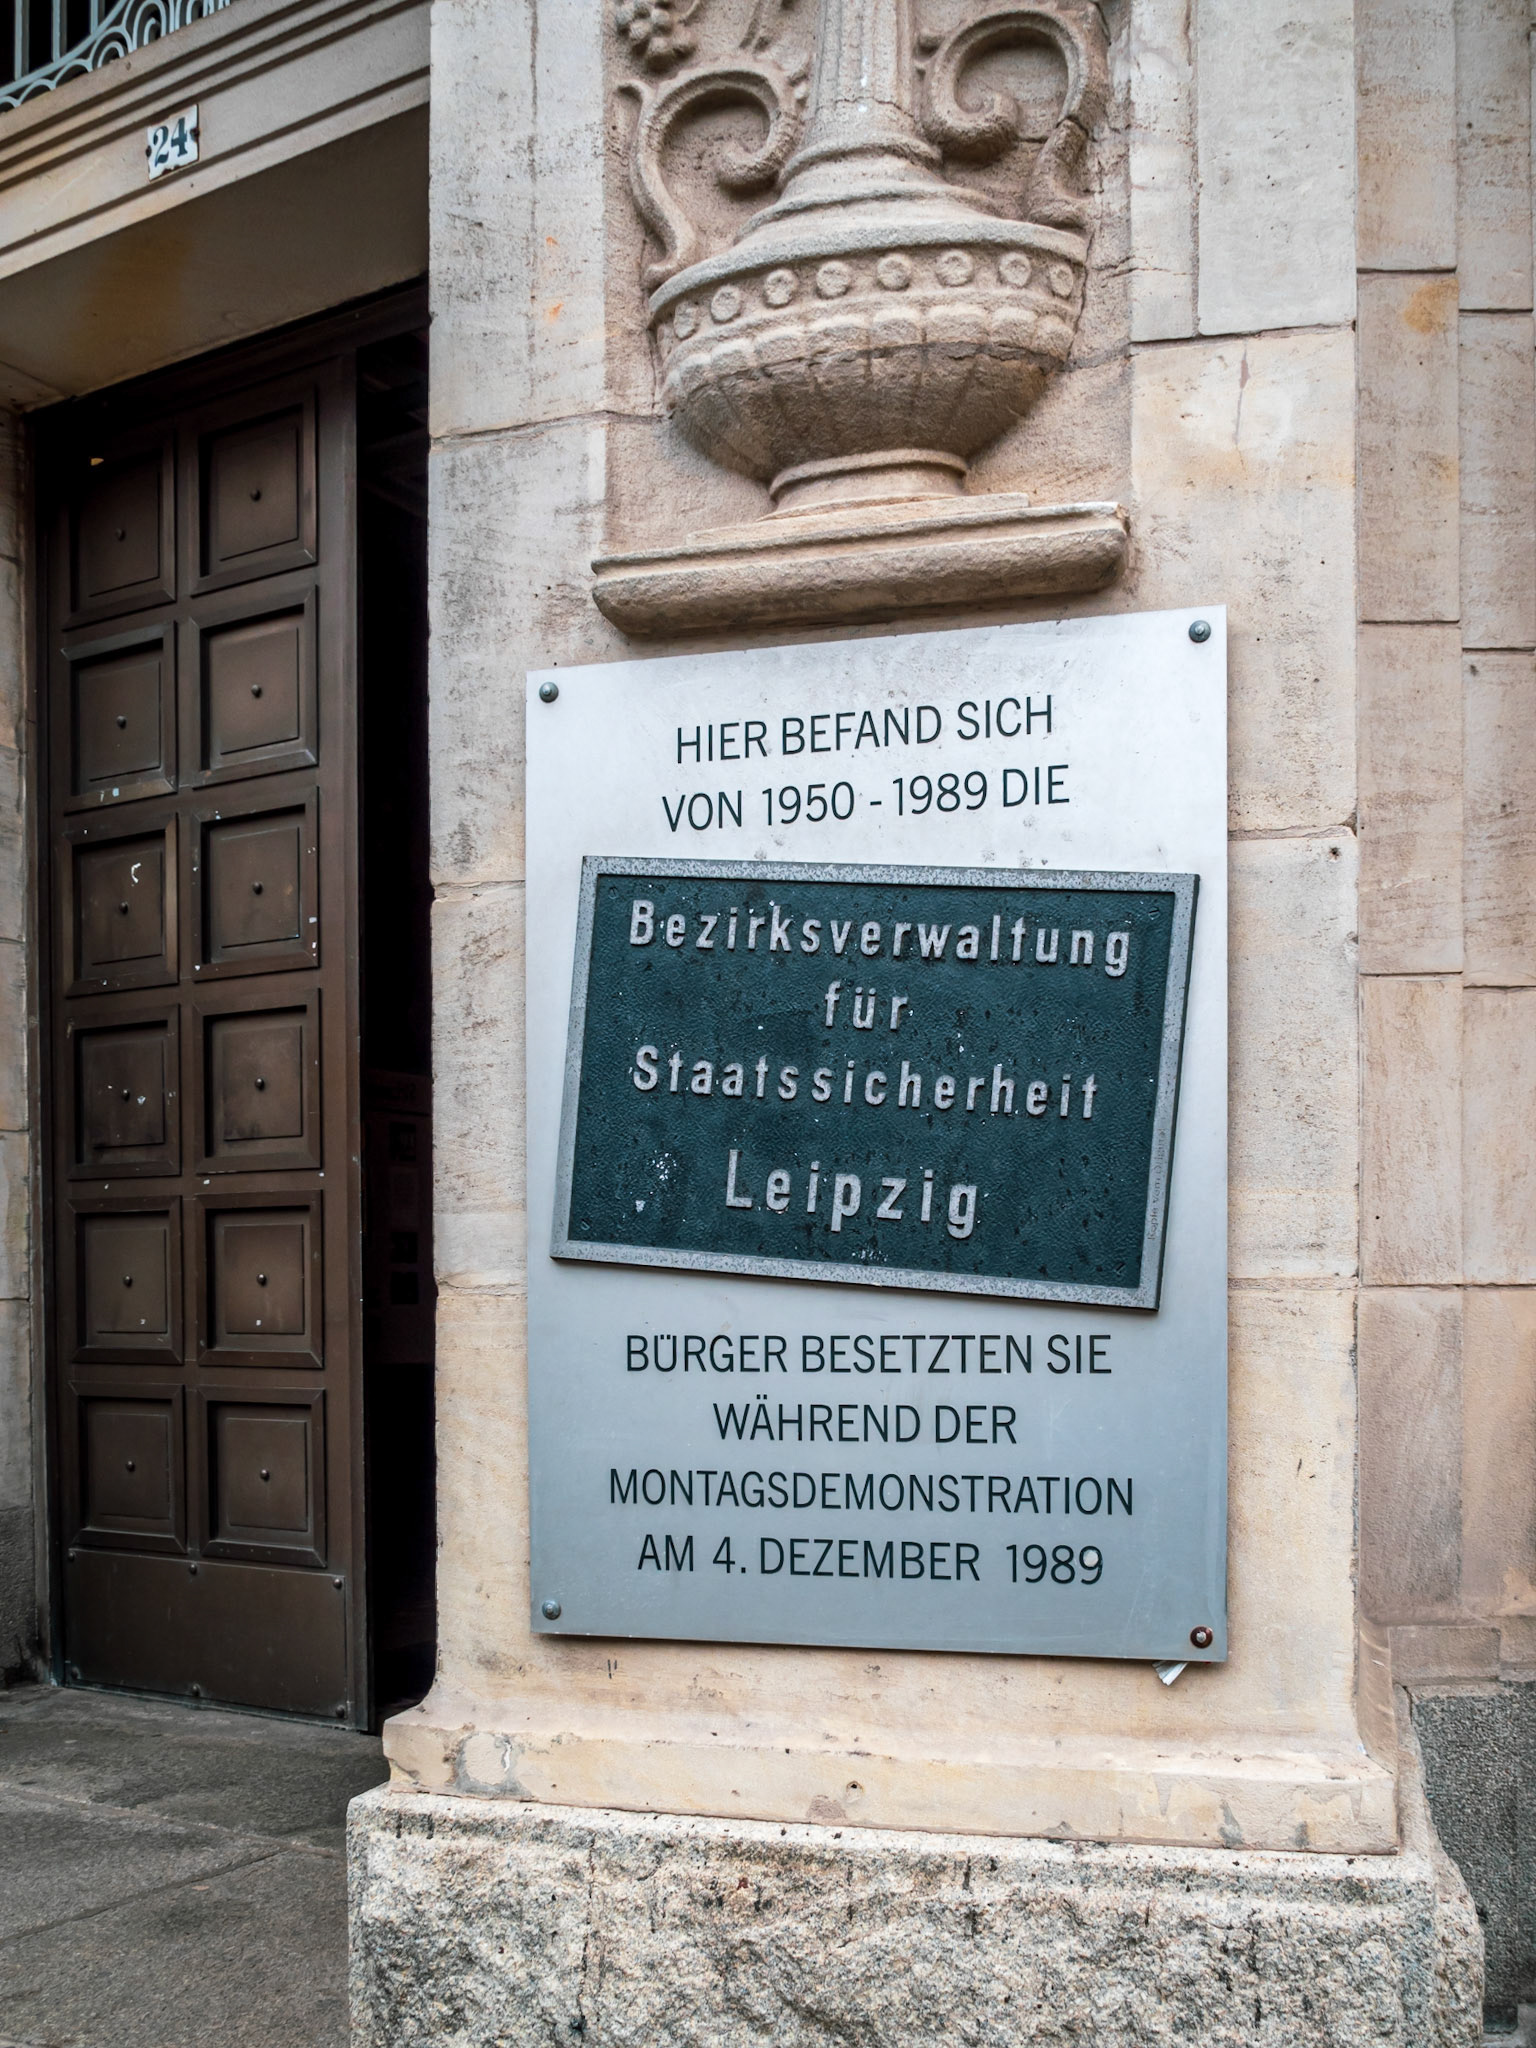 24
HIER BEFAND SICH
VON 1950 - 1989 DIE
Bezirksverwaltung
für
Staatssicherheit
Leipzig
BÜRGER BESETZTEN SIE
WÄHREND DER
MONTAGSDEMONSTRATION
AM 4. DEZEMBER 1989